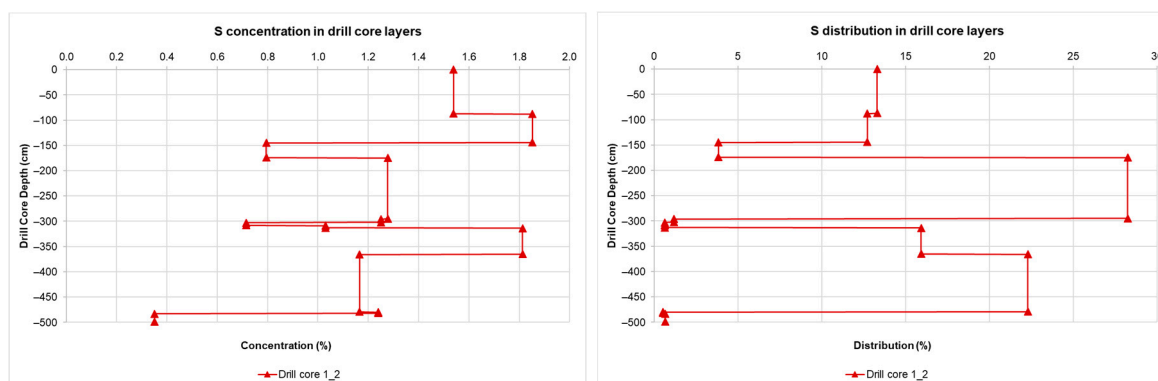 S concentration in drill core layers
0.0 0.2 0.4 0.6 0.8 1.0 1.2 1.4 1.6 1.8 2.0
0
–50
–100
–150
–200
–250
–300
–350
–400
–450
–500
Drill Core Depth (cm)
Concentration (%)
Drill core 1_2
S distribution in drill core layers
0 5 10 15 20 25 30
0
–50
–100
–150
–200
–250
–300
–350
–400
–450
–500
Drill Core Depth (cm)
Distribution (%)
Drill core 1_2